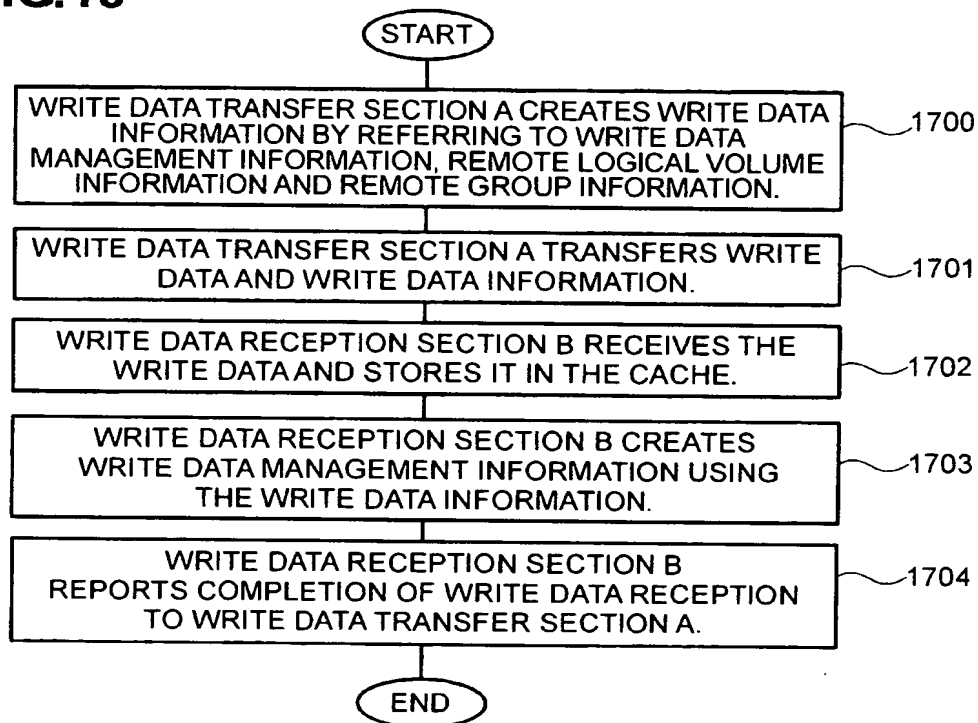 START
WRITE DATA TRANSFER SECTION A CREATES WRITE DATA
INFORMATION BY REFERRING TO WRITE DATA
MANAGEMENT INFORMATION, REMOTE LOGICAL VOLUME
INFORMATION AND REMOTE GROUP INFORMATION.
1700
WRITE DATA TRANSFER SECTION A TRANSFERS WRITE
DATA AND WRITE DATA INFORMATION.
1701
WRITE DATA RECEPTION SECTION B RECEIVES THE
WRITE DATA AND STORES IT IN THE CACHE.
1702
WRITE DATA RECEPTION SECTION B CREATES
WRITE DATA MANAGEMENT INFORMATION USING
THE WRITE DATA INFORMATION.
1703
WRITE DATA RECEPTION SECTION B
REPORTS COMPLETION OF WRITE DATA RECEPTION
TO WRITE DATA TRANSFER SECTION A.
1704
END